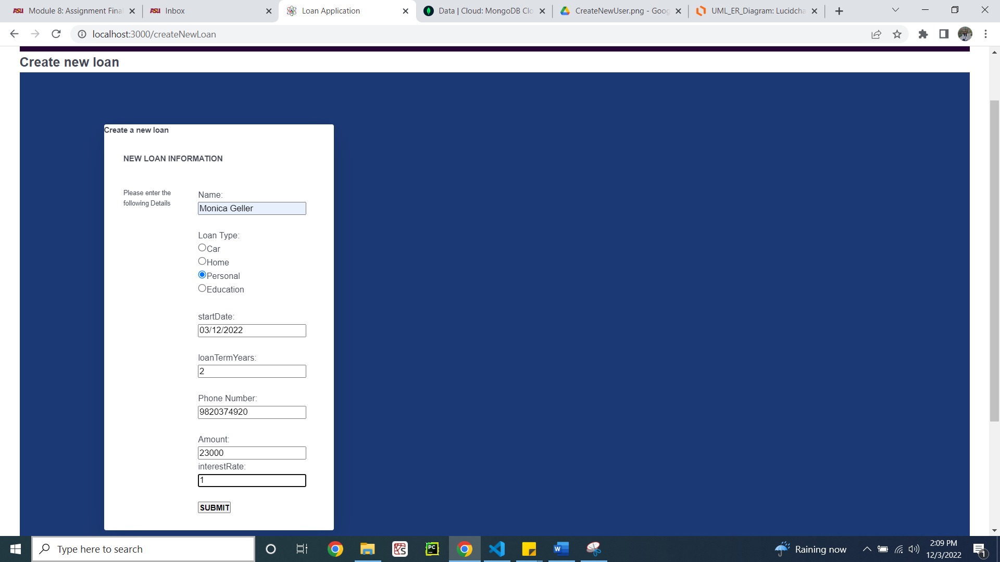 Module 8: Assignment Final
Inbox
Loan Application
Data | Cloud: MongoDB Clo
CreateNewUser.png - Goog
UML_ER_Diagram: Lucidcha
localhost:3000/createNewLoan
Create new loan
Create a new loan
NEW LOAN INFORMATION
Please enter the
following Details
Name:
Monica Geller
Loan Type:
Car
Home
Personal
Education
startDate:
03/12/2022
loanTermYears:
2
Phone Number:
9820374920
Amount:
23000
interestRate:
1
SUBMIT
Type here to search
PC
W
Raining now
2:09 PM
12/3/2022
1